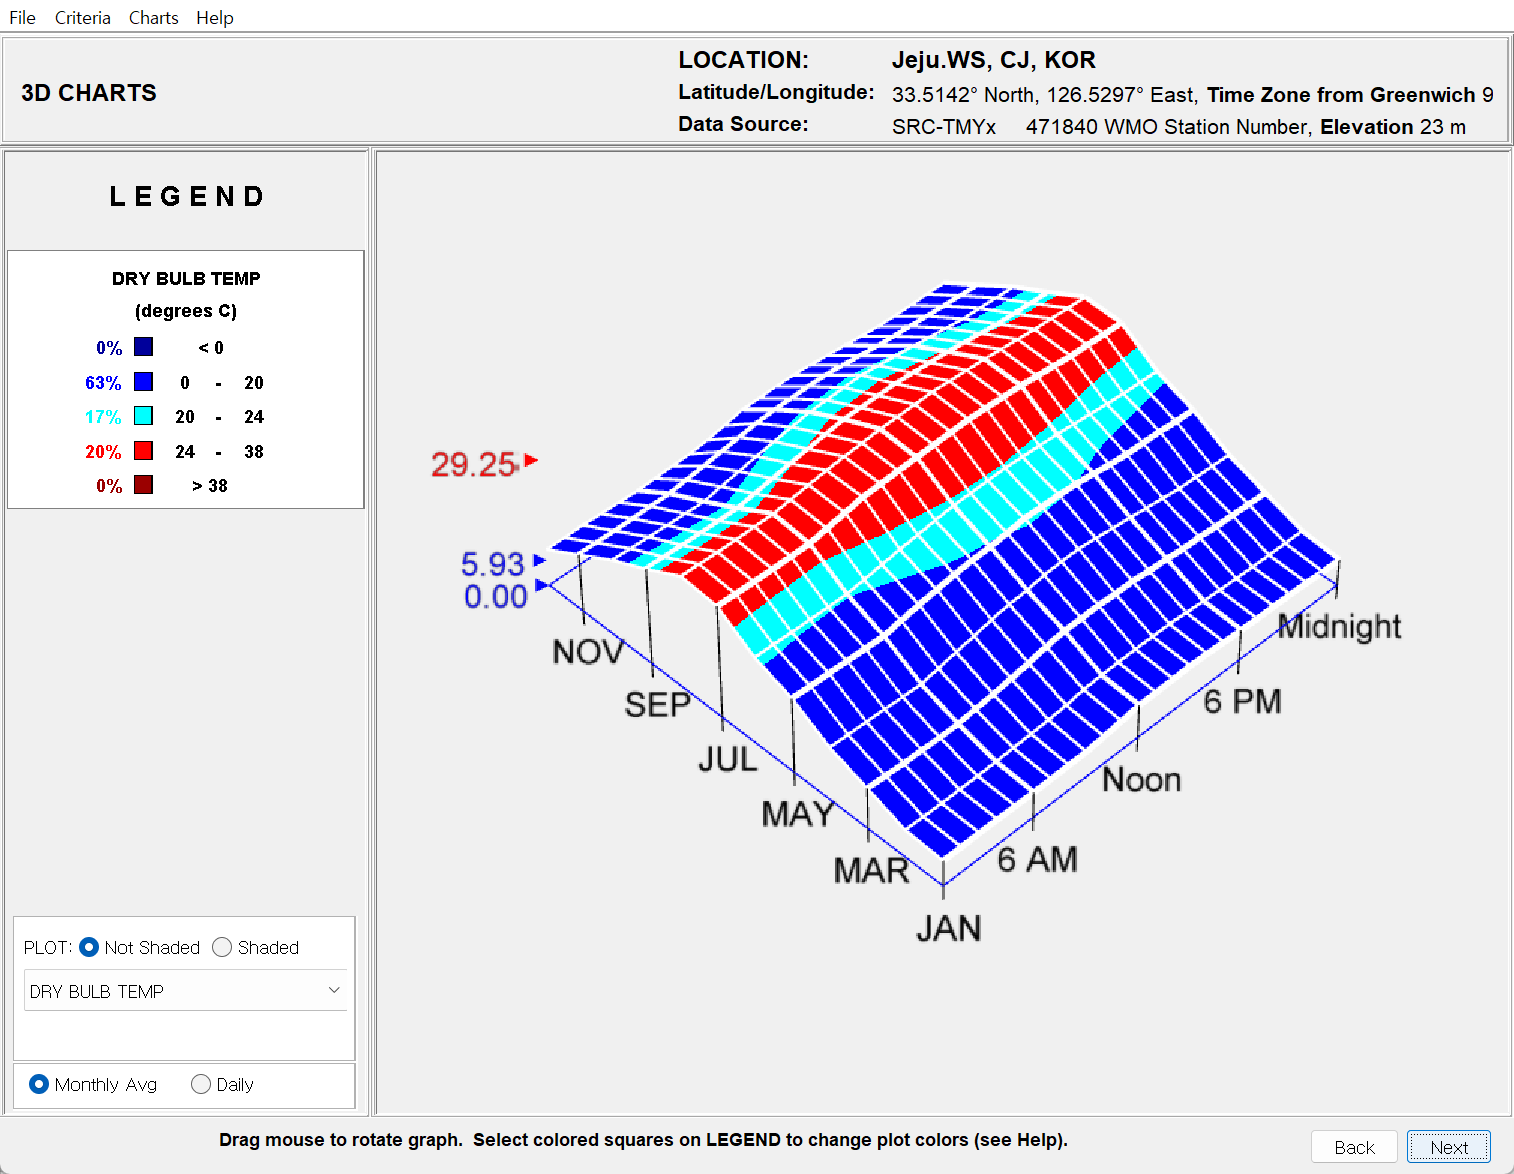 File Criteria Charts Help
3D CHARTS
LOCATION: Jeju.WS, CJ, KOR
Latitude/Longitude: 33.5142° North, 126.5297° East, Time Zone from Greenwich 9
Data Source: SRC-TMYx 471840 WMO Station Number, Elevation 23 m
LEGEND
DRY BULB TEMP
(degrees C)
0% < 0
63% 0 - 20
17% 20 - 24
20% 24 - 38
0% > 38
29.25
5.93
0.00
NOV
SEP
JUL
MAY
MAR
JAN
6 AM
Noon
6 PM
Midnight
PLOT: Not Shaded Shaded
DRY BULB TEMP
Monthly Avg Daily
Drag mouse to rotate graph. Select colored squares on LEGEND to change plot colors (see Help).
Back Next